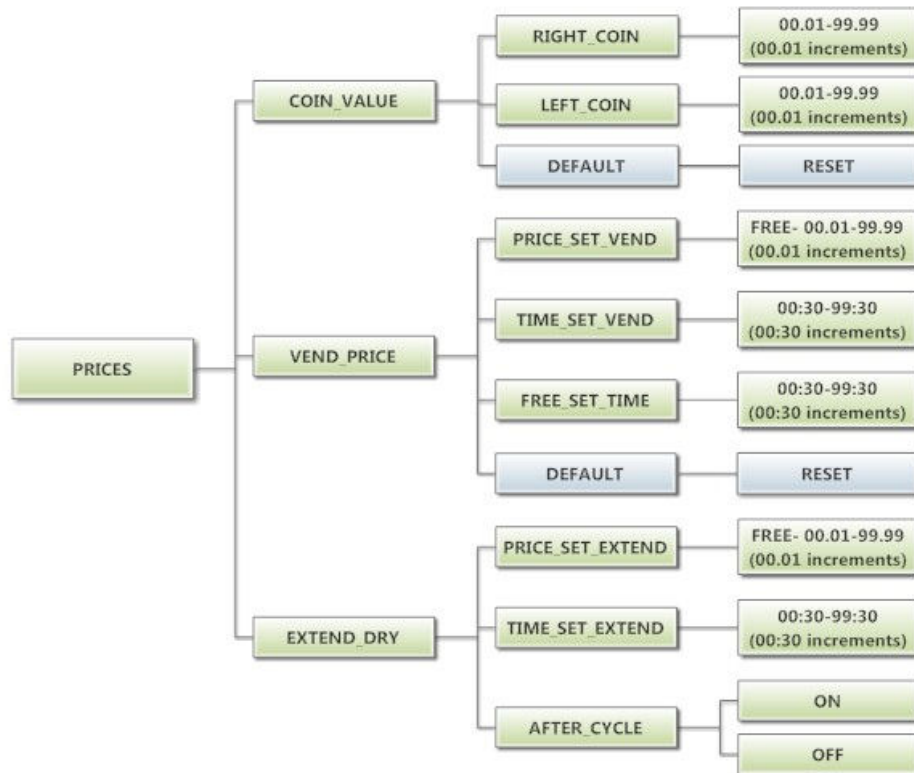 PRICES
COIN_VALUE
RIGHT_COIN
00.01-99.99
(00.01 increments)
LEFT_COIN
00.01-99.99
(00.01 increments)
DEFAULT
RESET
VEND_PRICE
PRICE_SET_VEND
FREE- 00.01-99.99
(00.01 increments)
TIME_SET_VEND
00:30-99:30
(00:30 increments)
FREE_SET_TIME
00:30-99:30
(00:30 increments)
DEFAULT
RESET
EXTEND_DRY
PRICE_SET_EXTEND
FREE- 00.01-99.99
(00.01 increments)
TIME_SET_EXTEND
00:30-99:30
(00:30 increments)
AFTER_CYCLE
ON
OFF